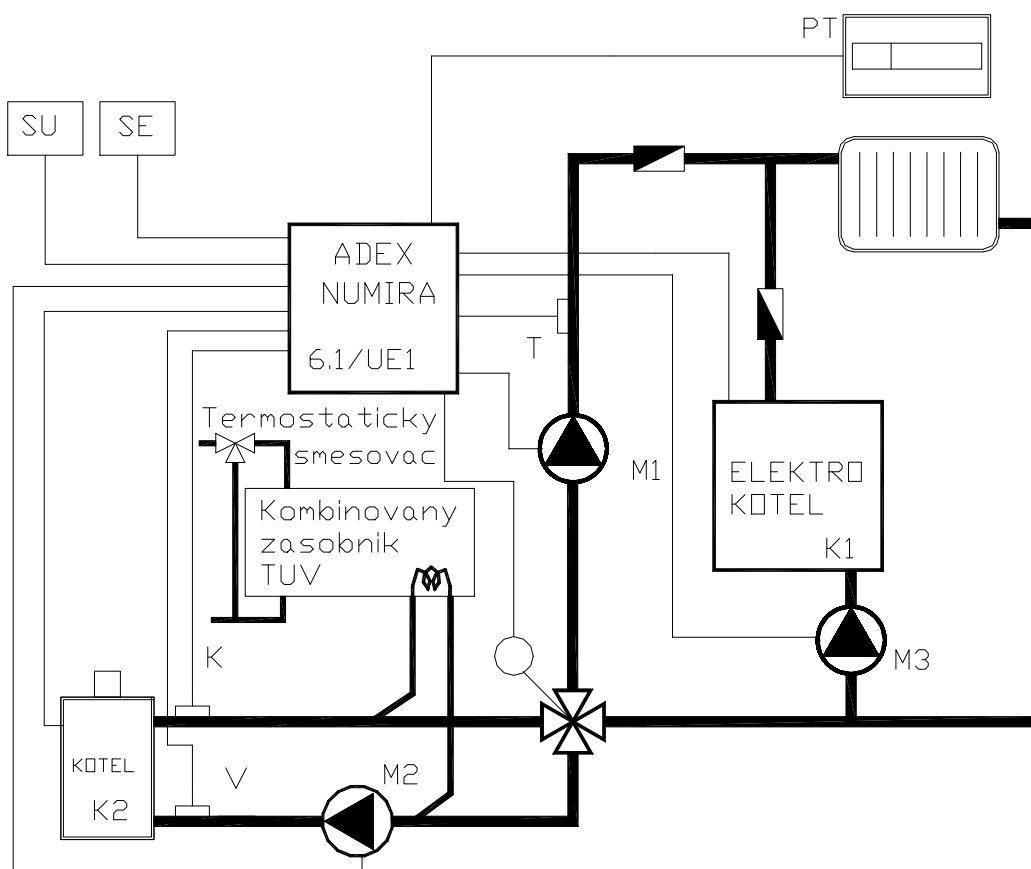 PT
SU
SE
ADEX
NUMIRA
6.1/UE1
T
Termostaticky
smesovac
M1
ELEKTRO
KOTEL
K1
Kombinovany
zasobnik
TUV
K
M3
KOTEL
K2
V
M2